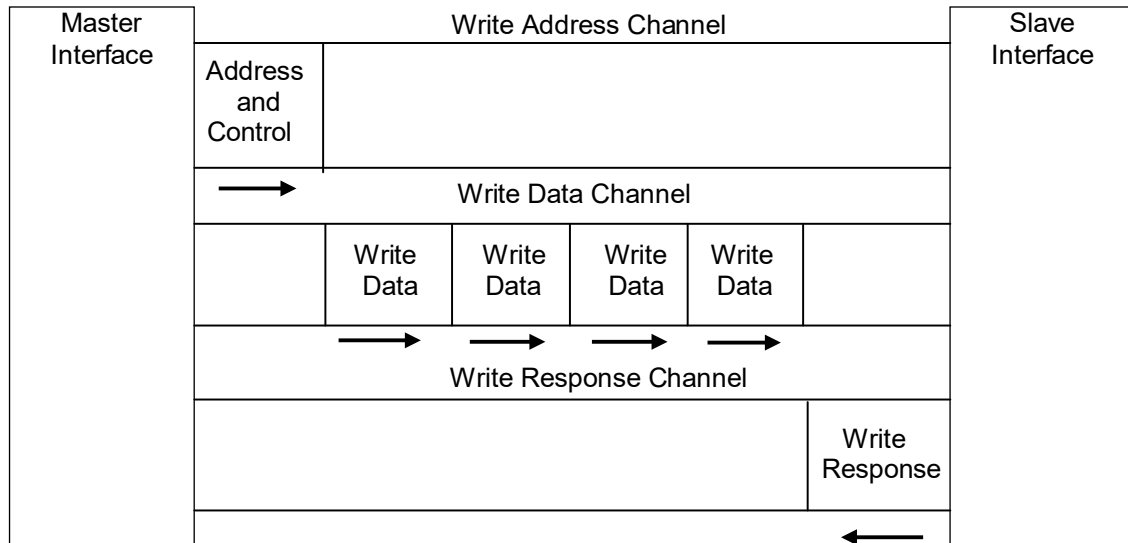 Master
Interface
Write Address Channel
Slave
Interface
Address
and
Control
Write Data Channel
Write
Data
Write
Data
Write
Data
Write
Data
Write Response Channel
Write
Response